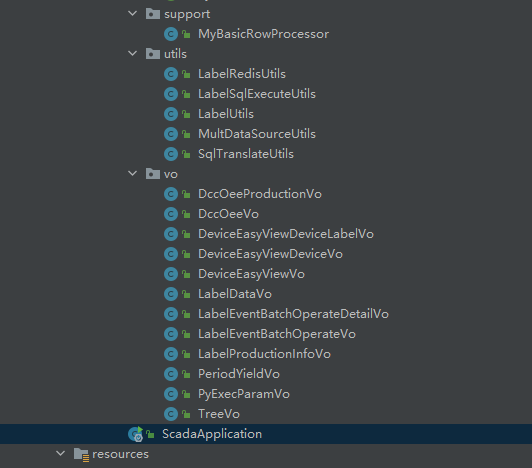 support
MyBasicRowProcessor
utils
LabelRedisUtils
LabelSqlExecuteUtils
LabelUtils
MultDataSourceUtils
SqlTranslateUtils
vo
DccOeeProductionVo
DccOeeVo
DeviceEasyViewDeviceLabelVo
DeviceEasyViewDeviceVo
DeviceEasyViewVo
LabelDataVo
LabelEventBatchOperateDetailVo
LabelEventBatchOperateVo
LabelProductionInfoVo
PeriodYieldVo
PyExecParamVo
TreeVo
ScadaApplication
resources